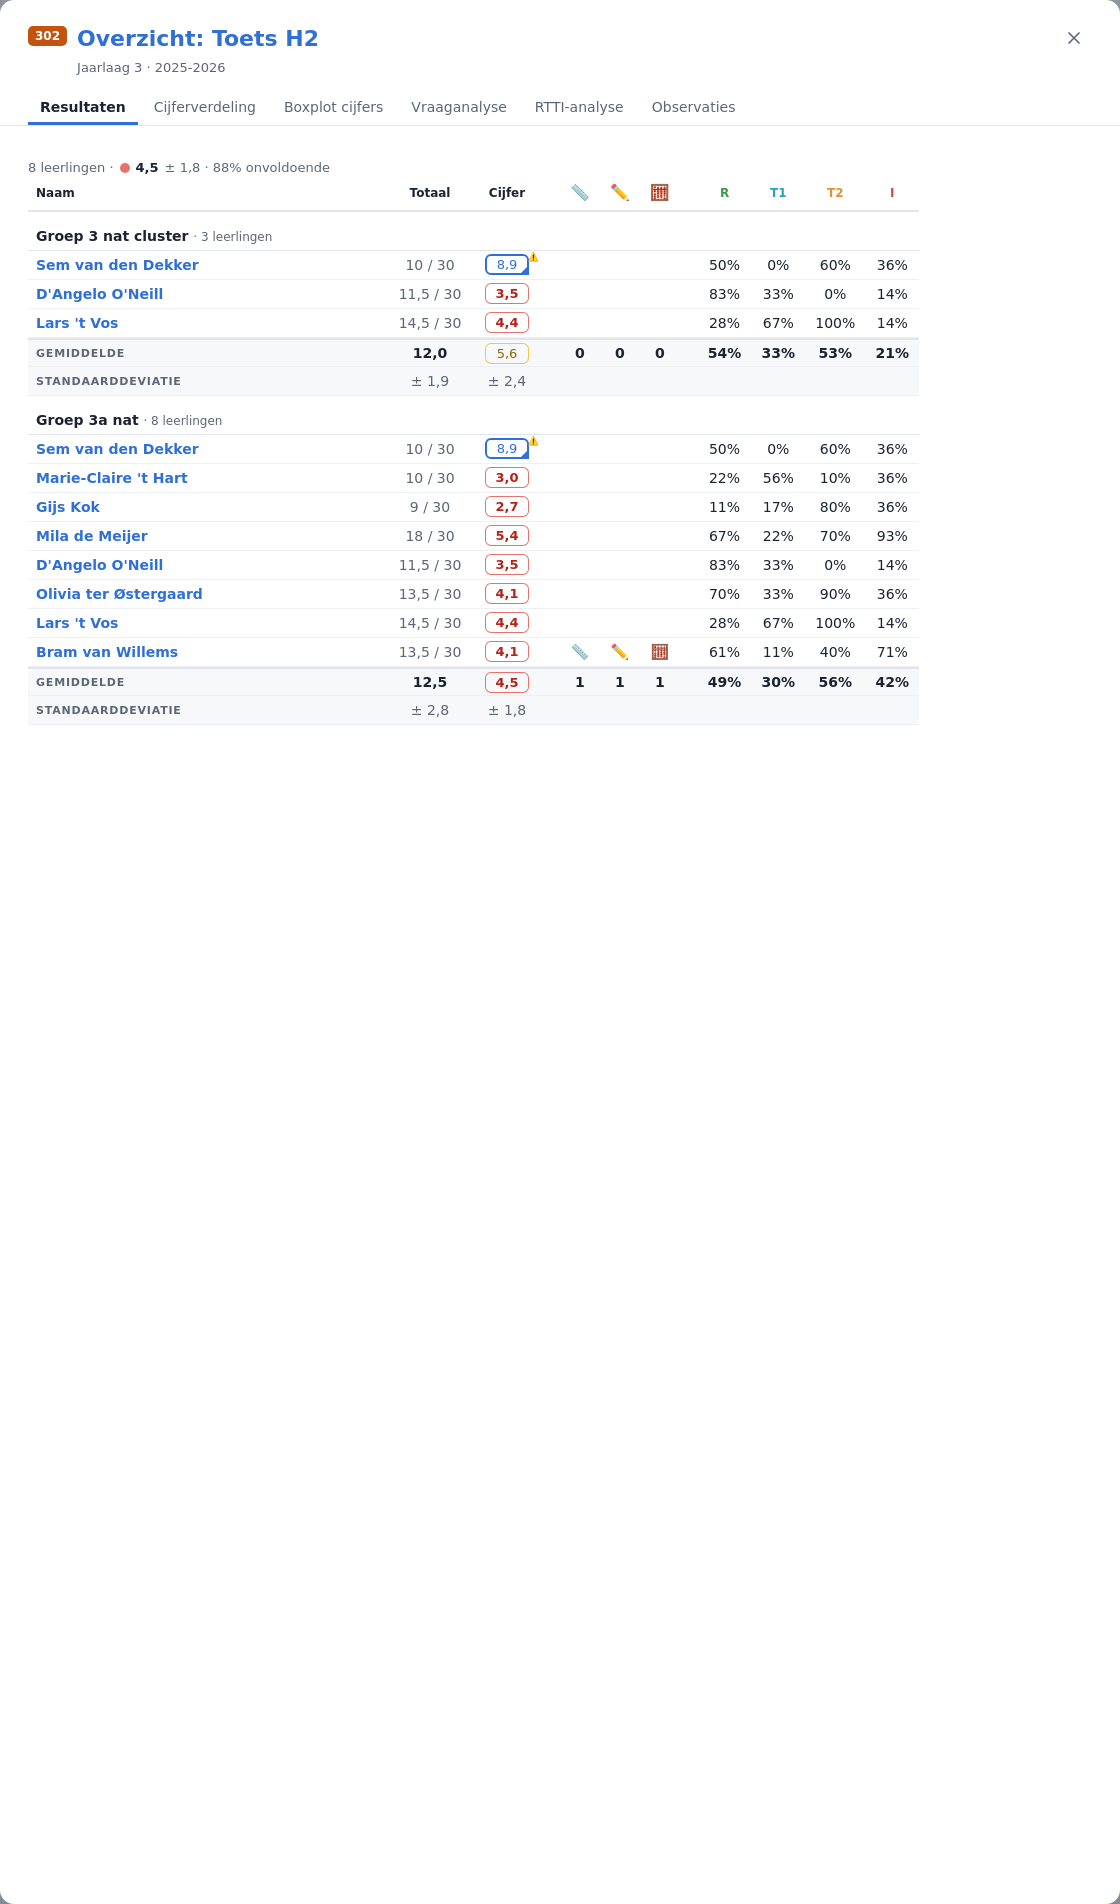 302 Overzicht: Toets H2
Jaarlaag 3 · 2025-2026
Resultaten Cijferverdeling Boxplot cijfers Vraaganalyse RTTI-analyse Observaties
8 leerlingen · 4,5 ± 1,8 · 88% onvoldoende
Naam Totaal Cijfer R T1 T2 I
Groep 3 nat cluster · 3 leerlingen
Sem van den Dekker 10 / 30 8,9 50% 0% 60% 36%
D'Angelo O'Neill 11,5 / 30 3,5 83% 33% 0% 14%
Lars 't Vos 14,5 / 30 4,4 28% 67% 100% 14%
GEMIDDELDE 12,0 5,6 0 0 0 54% 33% 53% 21%
STANDAARDDEVIATIE ± 1,9 ± 2,4
Groep 3a nat · 8 leerlingen
Sem van den Dekker 10 / 30 8,9 50% 0% 60% 36%
Marie-Claire 't Hart 10 / 30 3,0 22% 56% 10% 36%
Gijs Kok 9 / 30 2,7 11% 17% 80% 36%
Mila de Meijer 18 / 30 5,4 67% 22% 70% 93%
D'Angelo O'Neill 11,5 / 30 3,5 83% 33% 0% 14%
Olivia ter Østergaard 13,5 / 30 4,1 70% 33% 90% 36%
Lars 't Vos 14,5 / 30 4,4 28% 67% 100% 14%
Bram van Willems 13,5 / 30 4,1 61% 11% 40% 71%
GEMIDDELDE 12,5 4,5 1 1 1 49% 30% 56% 42%
STANDAARDDEVIATIE ± 2,8 ± 1,8